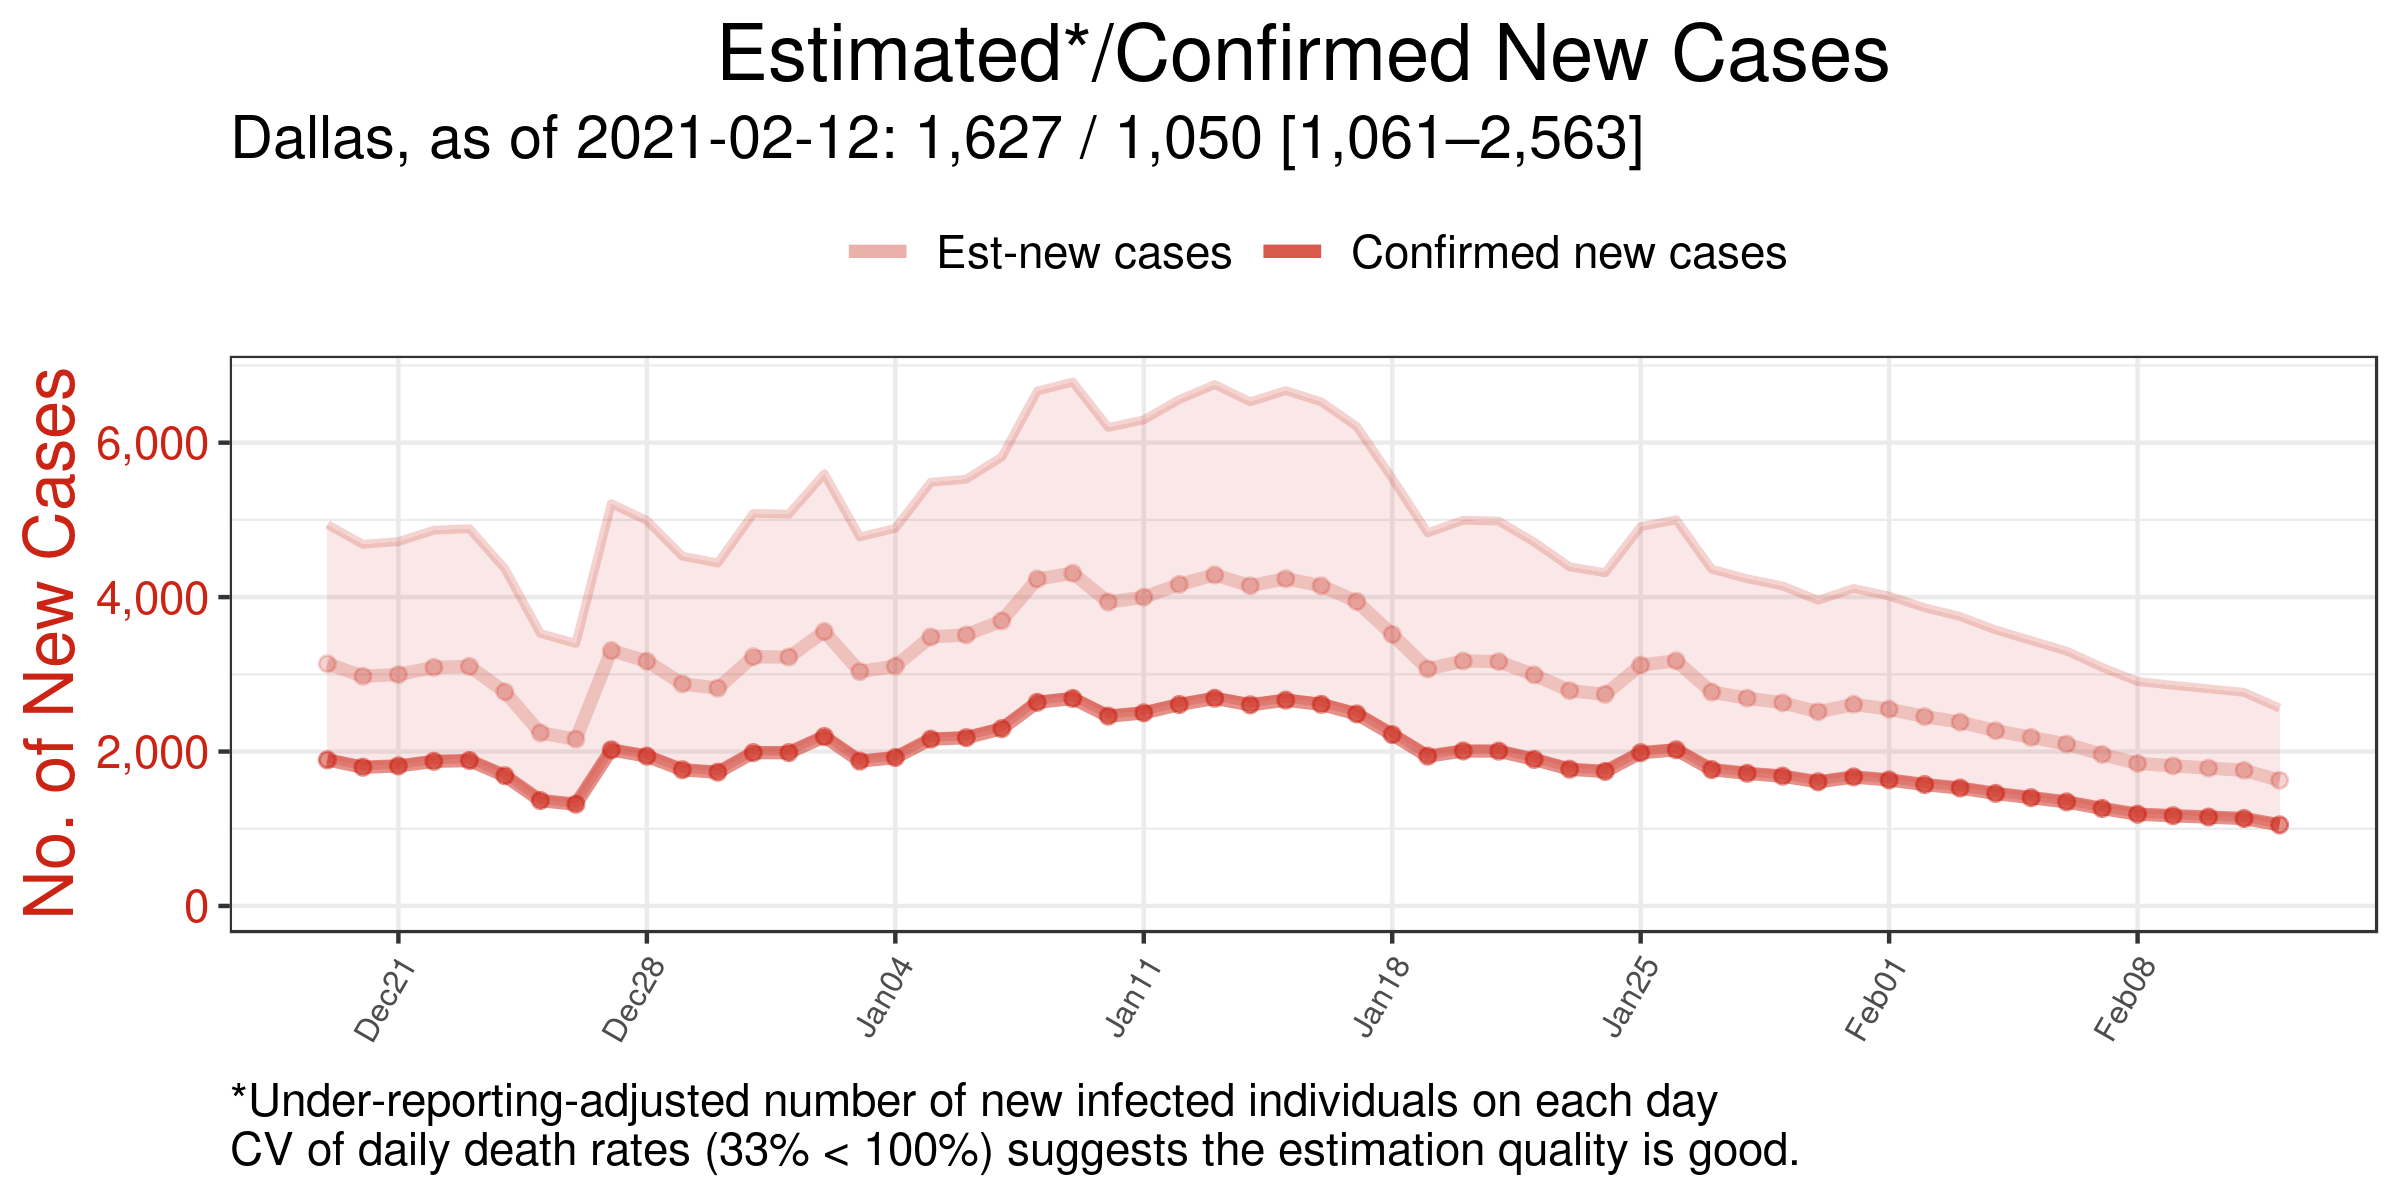 Estimated*/Confirmed New Cases
Dallas, as of 2021-02-12: 1,627 / 1,050 [1,061–2,563]
Est-new cases
Confirmed new cases
No. of New Cases
6,000
4,000
2,000
0
Dec21
Dec28
Jan04
Jan11
Jan18
Jan25
Feb01
Feb08
*Under-reporting-adjusted number of new infected individuals on each day
CV of daily death rates (33% < 100%) suggests the estimation quality is good.